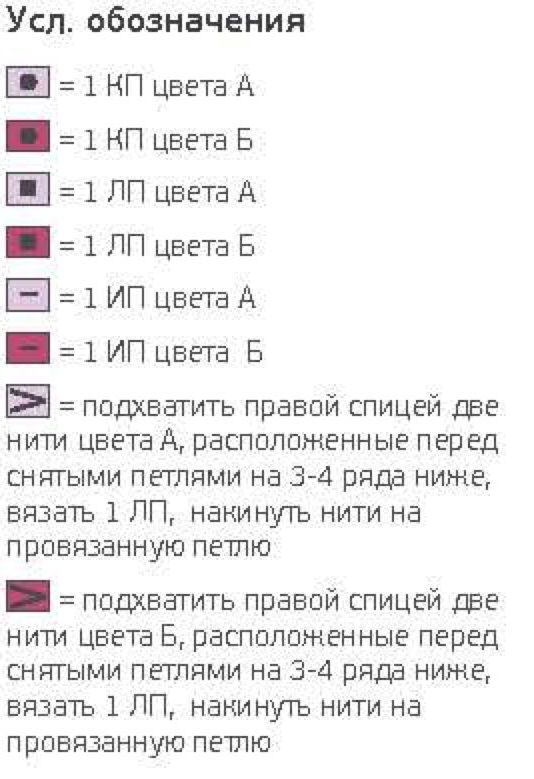 Усл. обозначения
= 1 КП цвета А
= 1 КП цвета Б
= 1 ЛП цвета А
= 1 ЛП цвета Б
= 1 ИП цвета А
= 1 ИП цвета Б
= подхватить правой спицей две
нити цвета А, расположенные перед
снятыми петлями на 3-4 ряда ниже,
вязать 1 ЛП, накинуть нити на
провязанную петлю
= подхватить правой спицей две
нити цвета Б, расположенные перед
снятыми петлями на 3-4 ряда ниже,
вязать 1 ЛП, накинуть нити на
провязанную петлю